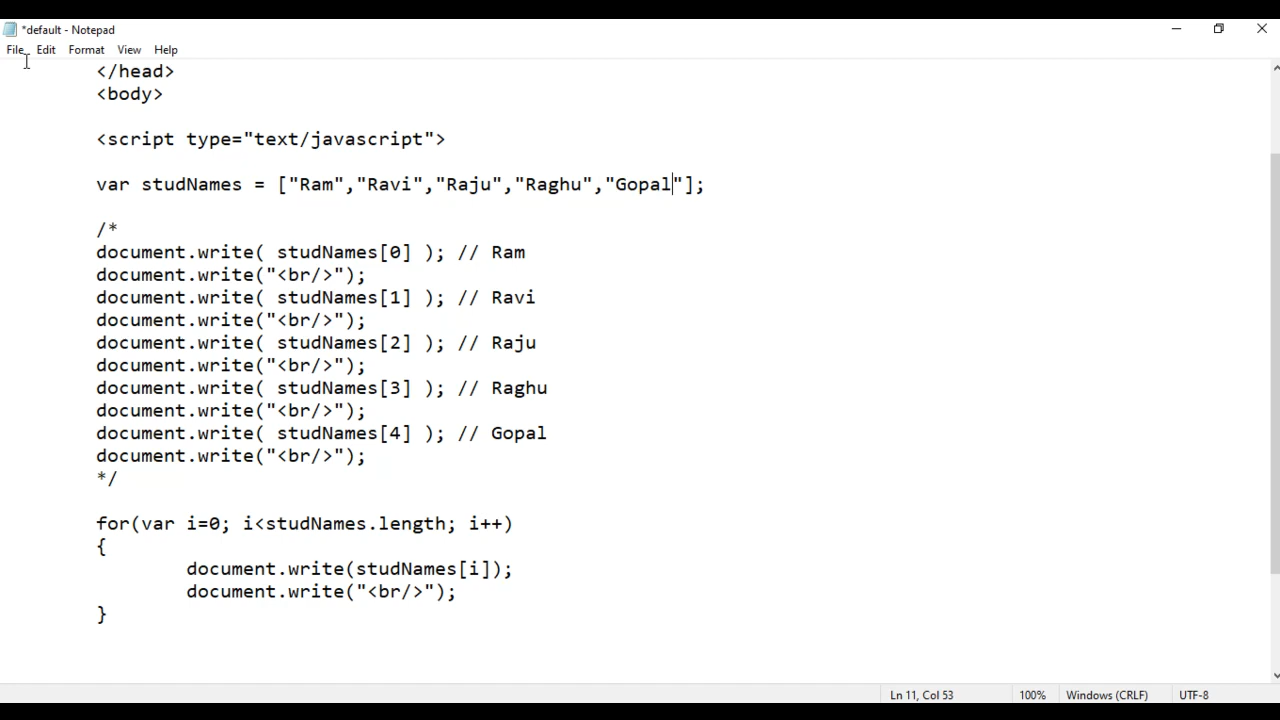 *default - Notepad
File Edit Format View Help
</head>
<body>
<script type="text/javascript">
var studNames = ["Ram","Ravi","Raju","Raghu","Gopal"];
/*
document.write( studNames[0] ); // Ram
document.write("<br/>");
document.write( studNames[1] ); // Ravi
document.write("<br/>");
document.write( studNames[2] ); // Raju
document.write("<br/>");
document.write( studNames[3] ); // Raghu
document.write("<br/>");
document.write( studNames[4] ); // Gopal
document.write("<br/>");
*/
for(var i=0; i<studNames.length; i++)
{
document.write(studNames[i]);
document.write("<br/>");
}
Ln 11, Col 53 100% Windows (CRLF) UTF-8